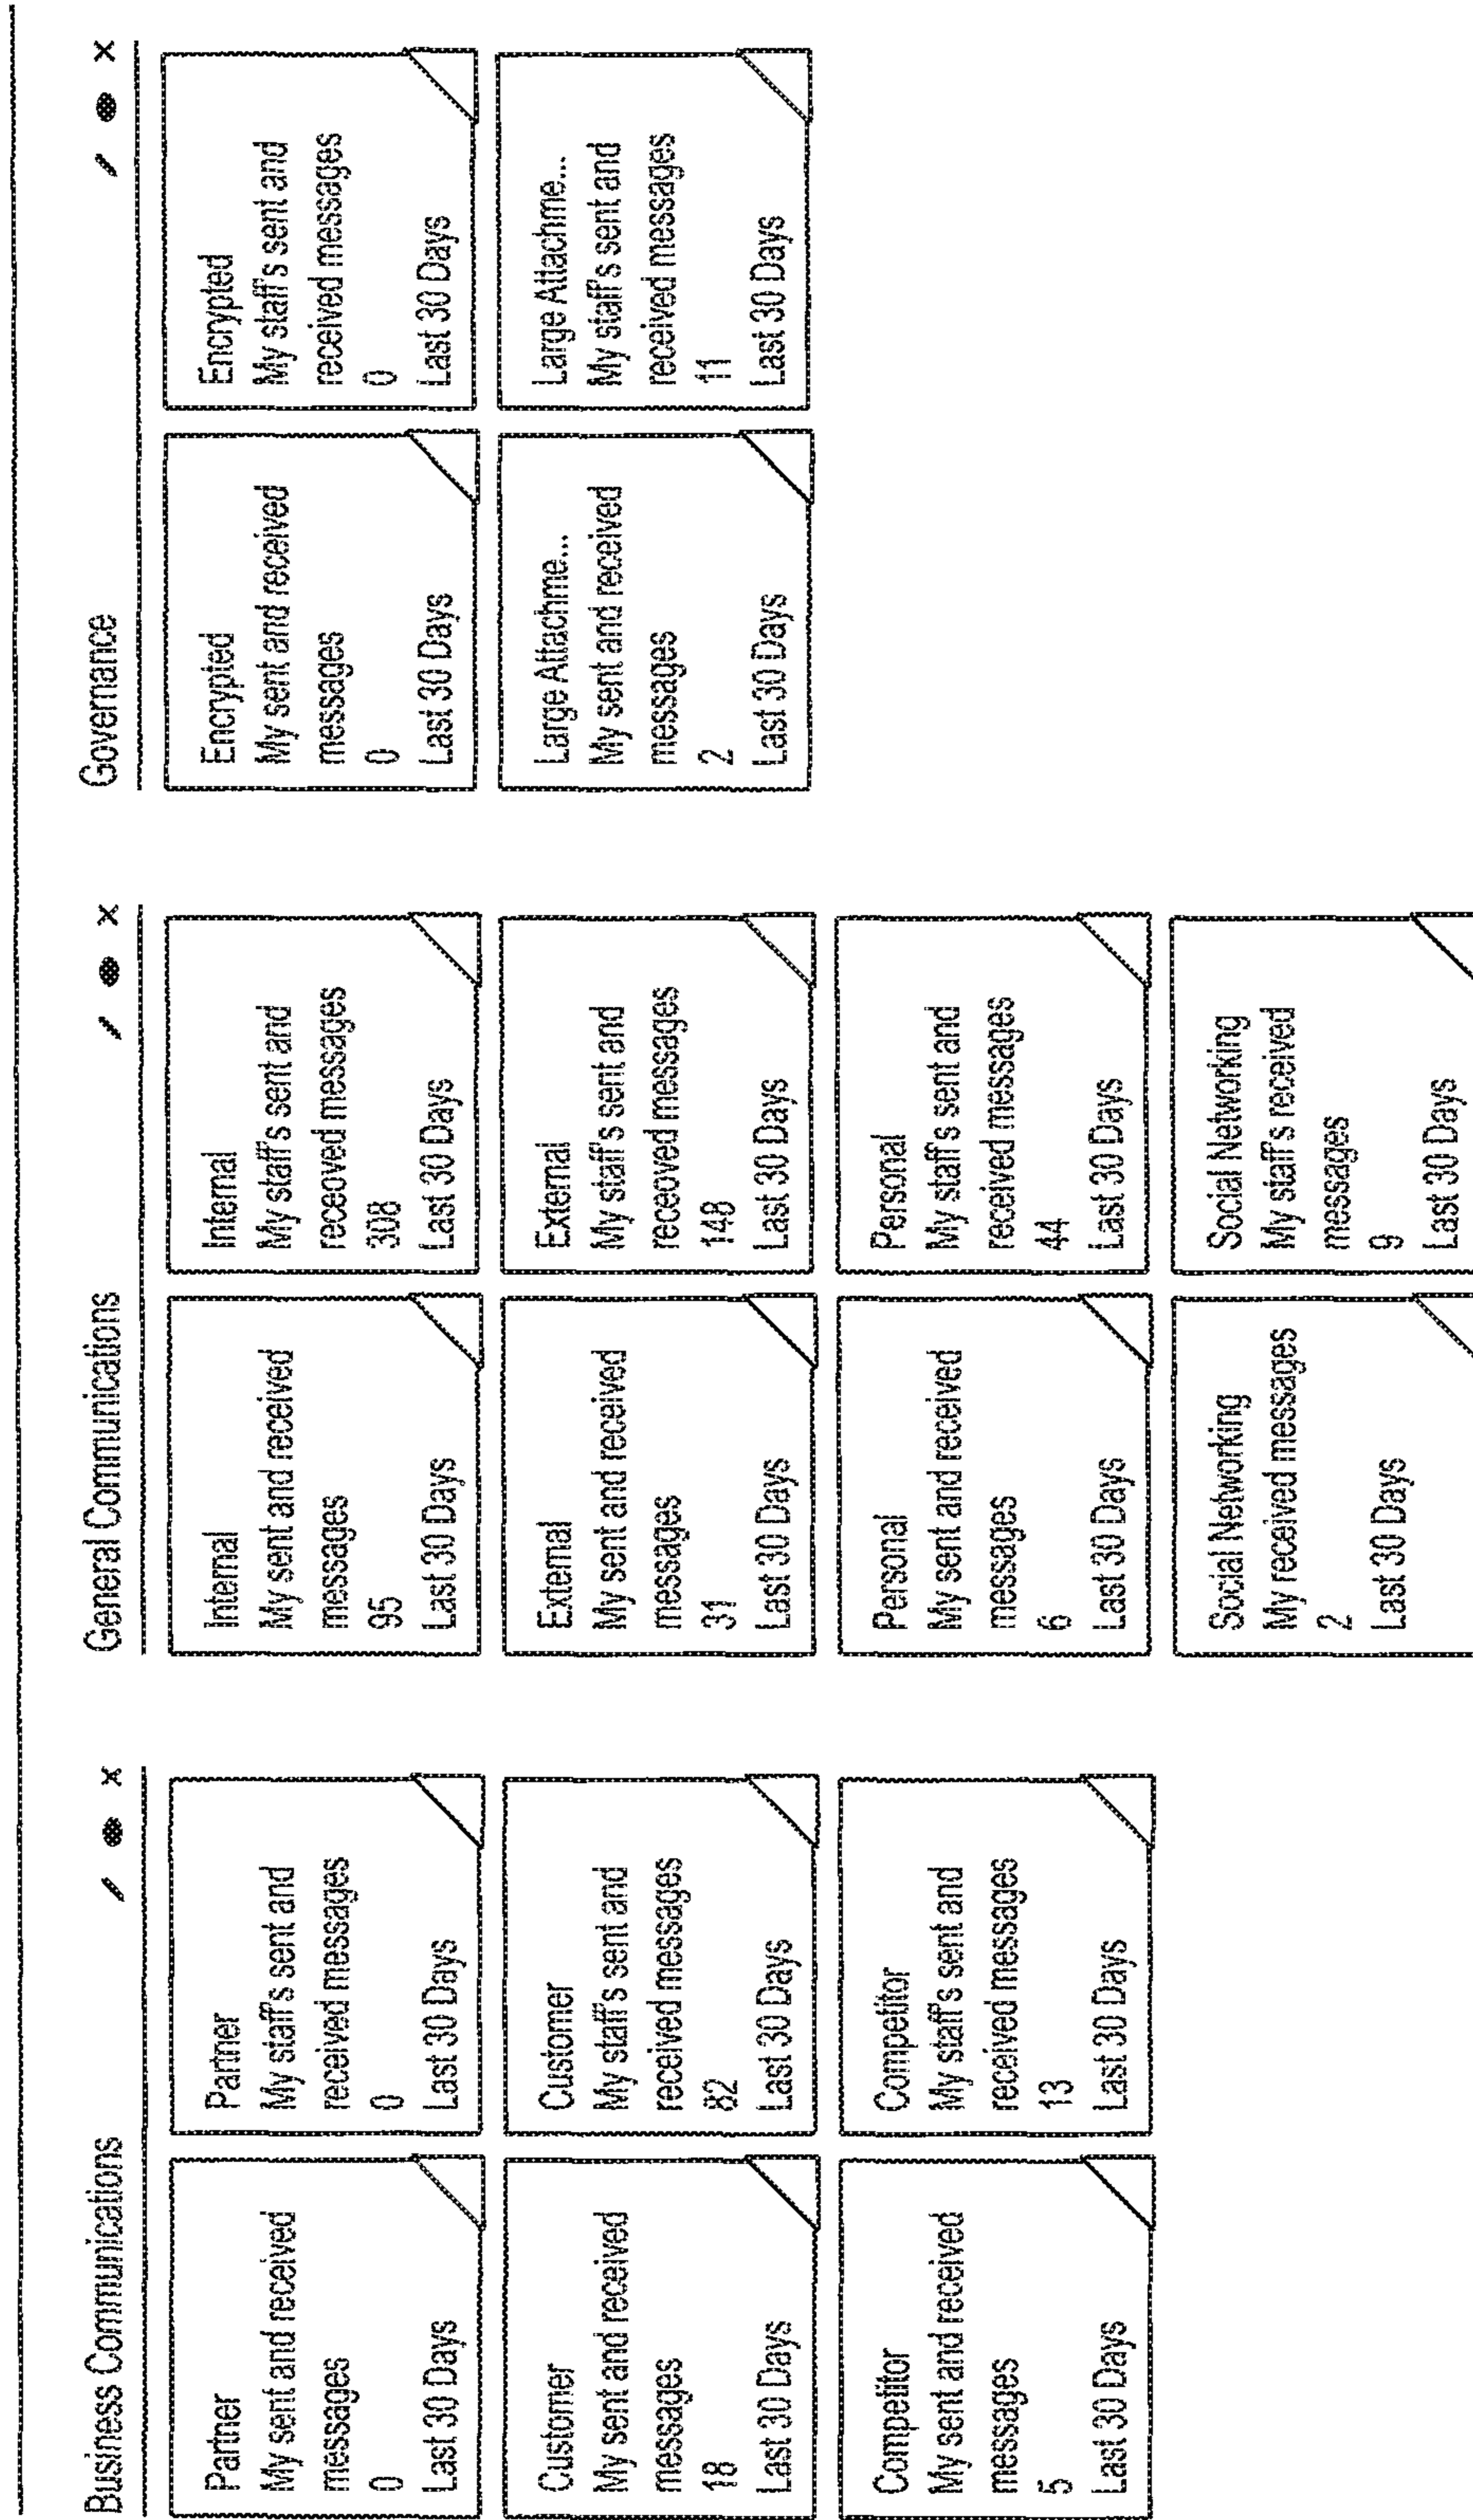 Business Communications
Partner
My sent and received
messages
0
Last 30 Days
Partner
My staff's sent and
received messages
0
Last 30 Days
Customer
My sent and received
messages
18
Last 30 Days
Customer
My staff's sent and
received messages
82
Last 30 Days
Competitor
My sent and received
messages
5
Last 30 Days
Competitor
My staff's sent and
received messages
13
Last 30 Days
General Communications
Internal
My sent and received
messages
95
Last 30 Days
Internal
My staff's sent and
receoved messages
308
Last 30 Days
External
My sent and received
messages
31
Last 30 Days
External
My staff's sent and
receoved messages
148
Last 30 Days
Personal
My sent and received
messages
6
Last 30 Days
Personal
My staff's sent and
received messages
44
Last 30 Days
Social Networking
My received messages
2
Last 30 Days
Social Networking
My staff's received
messages
9
Last 30 Days
Governance
Encrypted
My sent and received
messages
0
Last 30 Days
Encrypted
My staff's sent and
received messages
0
Last 30 Days
Large Attachme...
My sent and received
messages
2
Last 30 Days
Large Attachme...
My staff's sent and
received messages
11
Last 30 Days